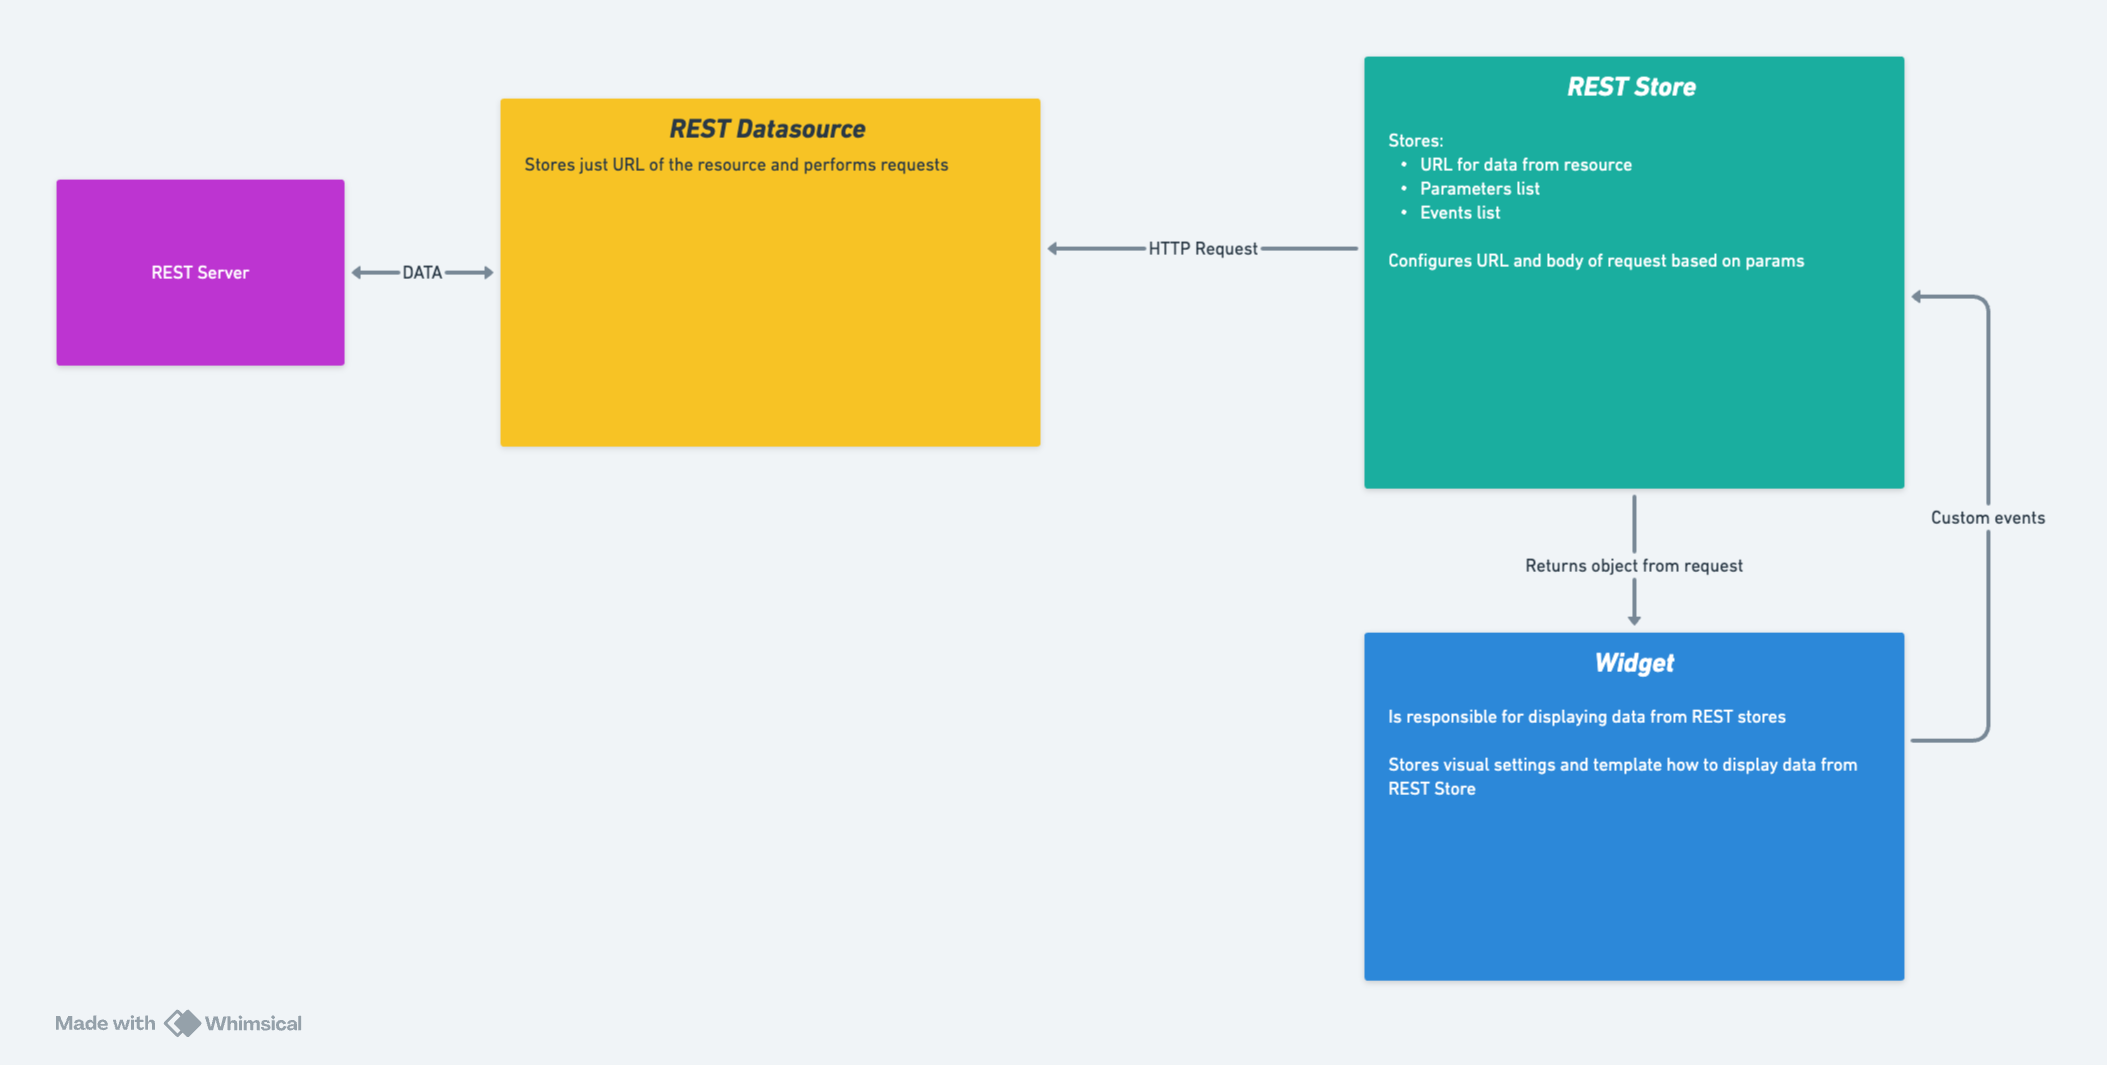 REST Server
DATA
REST Datasource
Stores just URL of the resource and performs requests
HTTP Request
REST Store
Stores:
• URL for data from resource
• Parameters list
• Events list
Configures URL and body of request based on params
Custom events
Returns object from request
Widget
Is responsible for displaying data from REST stores
Stores visual settings and template how to display data from
REST Store
Made with Whimsical